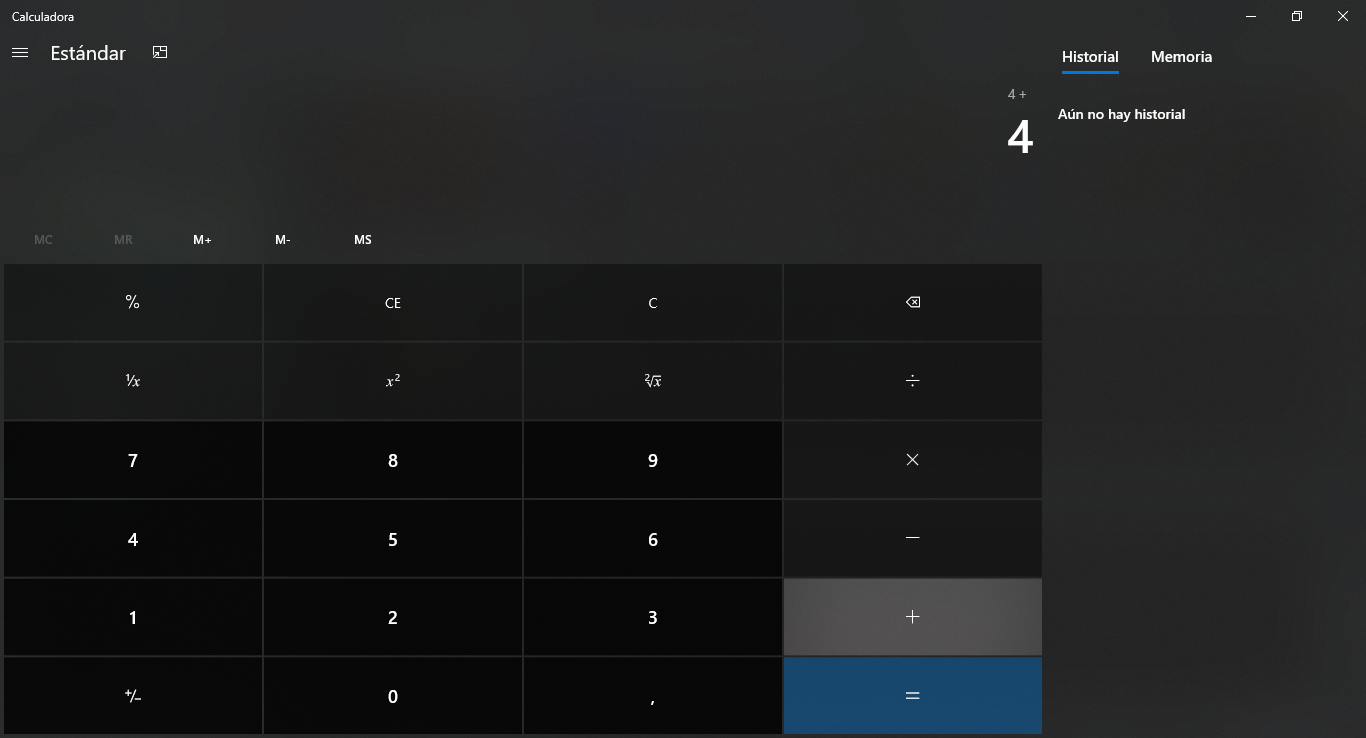 Calculadora
Estándar
Historial Memoria
4 +
Aún no hay historial
4
MC MR M+ M- MS
% CE C
¹/x x² ²√x ÷
7 8 9 ×
4 5 6 −
1 2 3 +
+/− 0 , =